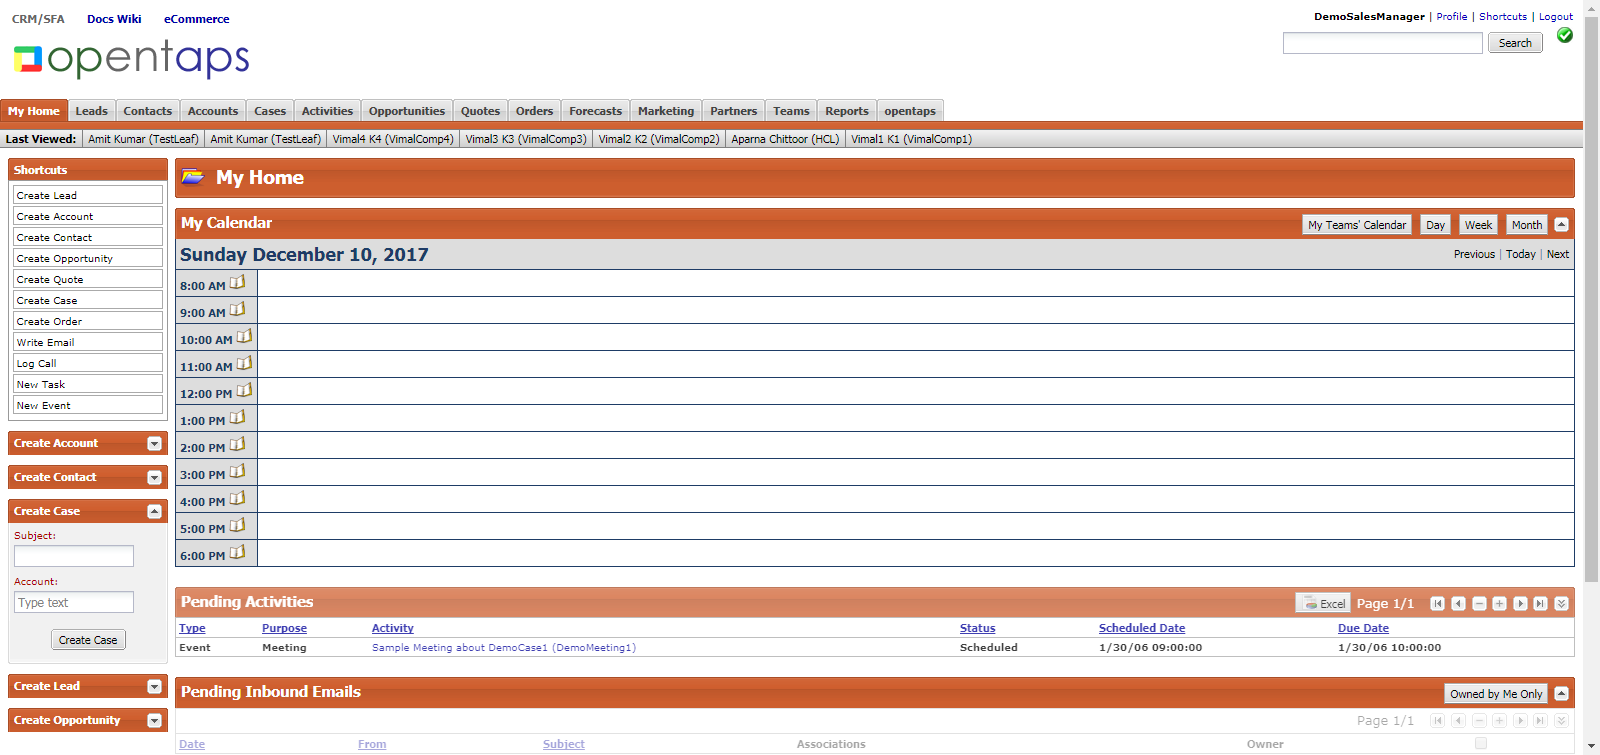 CRM/SFA Docs Wiki eCommerce
DemoSalesManager | Profile | Shortcuts | Logout
opentaps
Search
My Home Leads Contacts Accounts Cases Activities Opportunities Quotes Orders Forecasts Marketing Partners Teams Reports opentaps
Last Viewed: Amit Kumar (TestLeaf) Amit Kumar (TestLeaf) Vimal4 K4 (VimalComp4) Vimal3 K3 (VimalComp3) Vimal2 K2 (VimalComp2) Aparna Chittoor (HCL) Vimal1 K1 (VimalComp1)
Shortcuts
Create Lead
Create Account
Create Contact
Create Opportunity
Create Quote
Create Case
Create Order
Write Email
Log Call
New Task
New Event
Create Account
Create Contact
Create Case
Subject:
Account:
Type text
Create Case
Create Lead
Create Opportunity
My Home
My Calendar
My Teams' Calendar Day Week Month
Sunday December 10, 2017
Previous | Today | Next
8:00 AM
9:00 AM
10:00 AM
11:00 AM
12:00 PM
1:00 PM
2:00 PM
3:00 PM
4:00 PM
5:00 PM
6:00 PM
Pending Activities
Excel Page 1/1
Type Purpose Activity Status Scheduled Date Due Date
Event Meeting Sample Meeting about DemoCase1 (DemoMeeting1) Scheduled 1/30/06 09:00:00 1/30/06 10:00:00
Pending Inbound Emails
Owned by Me Only
Page 1/1
Date From Subject Associations Owner